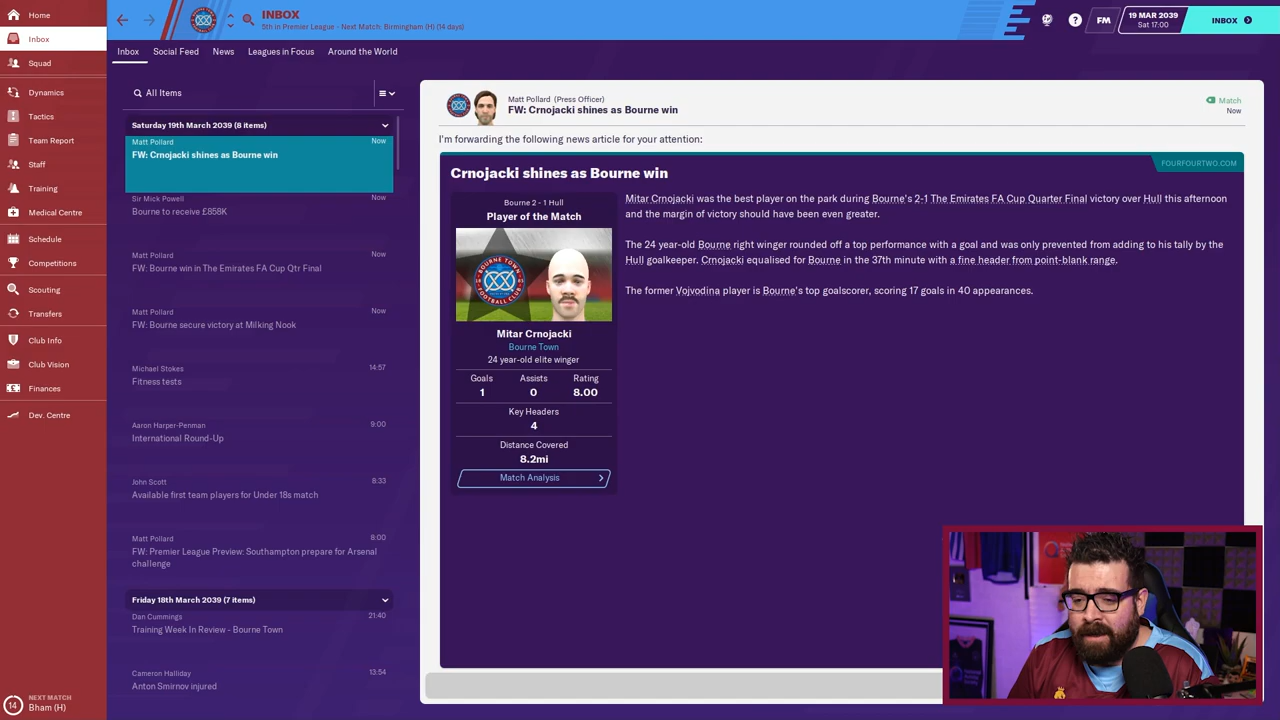 Home
Inbox
Squad
Dynamics
Tactics
Team Report
Staff
Training
Medical Centre
Schedule
Competitions
Scouting
Transfers
Club Info
Club Vision
Finances
Dev. Centre
14
NEXT MATCH
Bham (H)
INBOX
5th in Premier League - Next Match: Birmingham (H) (14 days)
?
FM
19 MAR 2039
Sat 17:00
INBOX
Inbox
Social Feed
News
Leagues in Focus
Around the World
All Items
Saturday 19th March 2039 (8 items)
Matt Pollard
Now
FW: Crnojacki shines as Bourne win
Sir Mick Powell
Now
Bourne to receive £858K
Matt Pollard
Now
FW: Bourne win in The Emirates FA Cup Qtr Final
Matt Pollard
Now
FW: Bourne secure victory at Milking Nook
Michael Stokes
14:57
Fitness tests
Aaron Harper-Penman
9:00
International Round-Up
John Scott
8:33
Available first team players for Under 18s match
Matt Pollard
8:00
FW: Premier League Preview: Southampton prepare for Arsenal
challenge
Friday 18th March 2039 (7 items)
Dan Cummings
21:40
Training Week In Review - Bourne Town
Cameron Halliday
13:54
Anton Smirnov injured
Matt Pollard (Press Officer)
FW: Crnojacki shines as Bourne win
Match
Now
I'm forwarding the following news article for your attention:
FOURFOURTWO.COM
Crnojacki shines as Bourne win
Bourne 2 - 1 Hull
Player of the Match
BOURNE TOWN
FOOTBALL CLUB
Mitar Crnojacki
Bourne Town
24 year-old elite winger
Goals Assists Rating
1 0 8.00
Key Headers
4
Distance Covered
8.2mi
Match Analysis
Mitar Crnojacki was the best player on the park during Bourne's 2-1 The Emirates FA Cup Quarter Final victory over Hull this afternoon
and the margin of victory should have been even greater.
The 24 year-old Bourne right winger rounded off a top performance with a goal and was only prevented from adding to his tally by the
Hull goalkeeper. Crnojacki equalised for Bourne in the 37th minute with a fine header from point-blank range.
The former Vojvodina player is Bourne's top goalscorer, scoring 17 goals in 40 appearances.